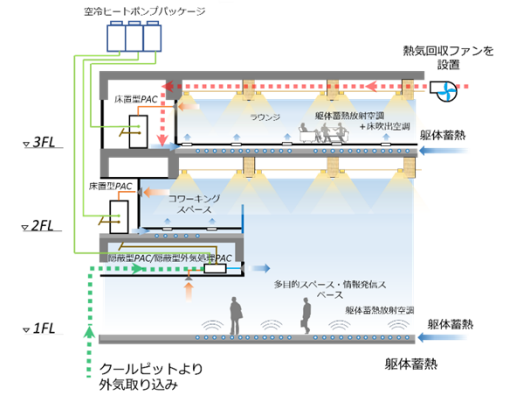 空冷ヒートポンプパッケージ
熱気回収ファンを
設置
床置型PAC
ラウンジ
躯体蓄熱放射空調
+床吹出空調
躯体蓄熱
▽3FL
床置型PAC
コワーキング
スペース
▽2FL
隠蔽型PAC/隠蔽型外気処理PAC
多目的スペース・情報発信ス
ペース
躯体蓄熱放射空調
▽1FL
躯体蓄熱
躯体蓄熱
クールピットより
外気取り込み